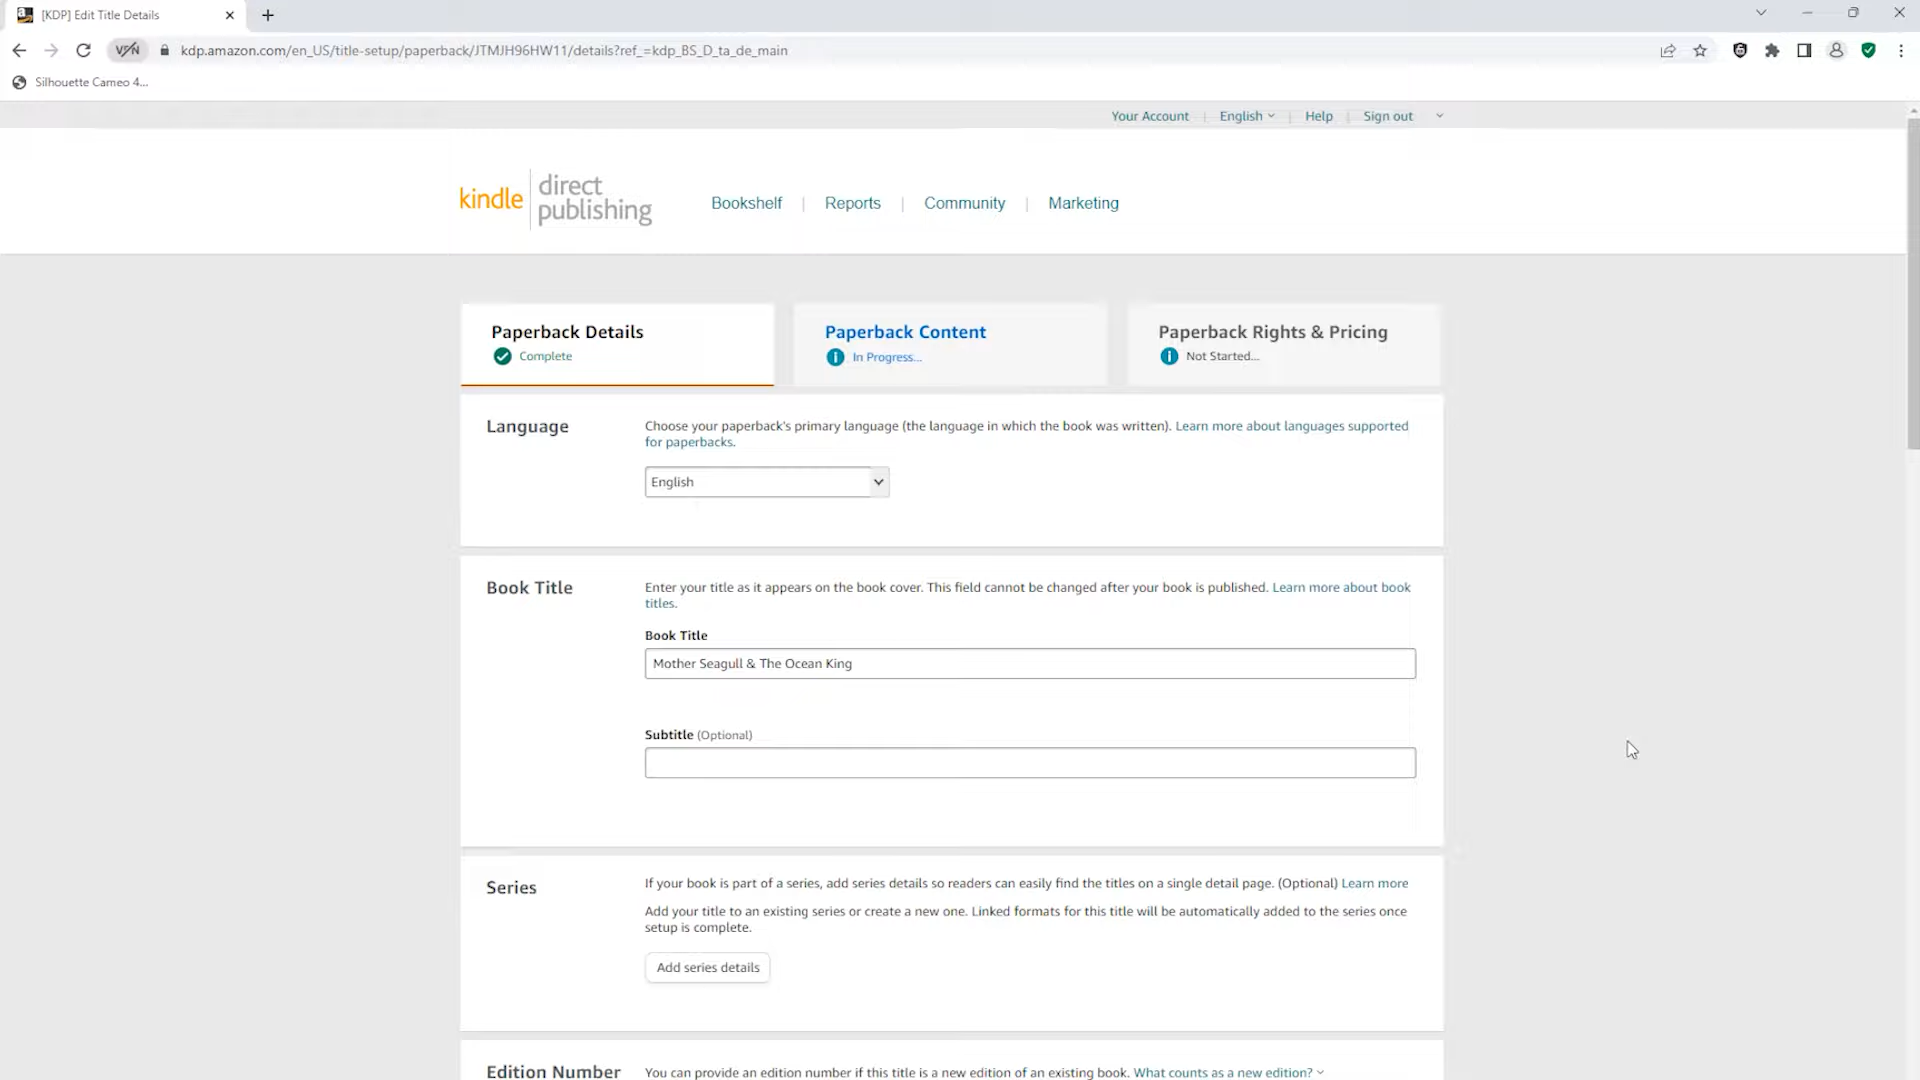 [KDP] Edit Title Details
VPN
kdp.amazon.com/en_US/title-setup/paperback/JTMJH96HW11/details?ref_=kdp_BS_D_ta_de_main
Silhouette Cameo 4...
Your Account | English | Help | Sign out
kindle direct publishing
Bookshelf | Reports | Community | Marketing
Paperback Details
Complete
Paperback Content
In Progress...
Paperback Rights & Pricing
Not Started...
Language
Choose your paperback's primary language (the language in which the book was written). Learn more about languages supported
for paperbacks.
English
Book Title
Enter your title as it appears on the book cover. This field cannot be changed after your book is published. Learn more about book
titles.
Book Title
Mother Seagull & The Ocean King
Subtitle (Optional)
Series
If your book is part of a series, add series details so readers can easily find the titles on a single detail page. (Optional) Learn more
Add your title to an existing series or create a new one. Linked formats for this title will be automatically added to the series once
setup is complete.
Add series details
Edition Number
You can provide an edition number if this title is a new edition of an existing book. What counts as a new edition?